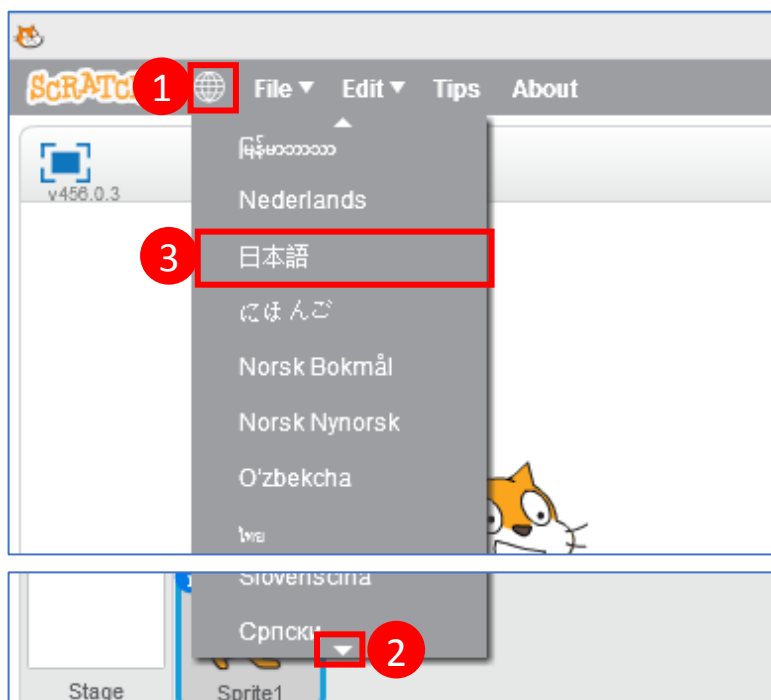 SCRATCH
1
File ▼ Edit ▼ Tips About
v456.0.3
မြန်မာဘာသာ
Nederlands
3
日本語
にほんご
Norsk Bokmål
Norsk Nynorsk
O'zbekcha
ไทย
Slovenščina
Српски
2
Stage
Sprite1